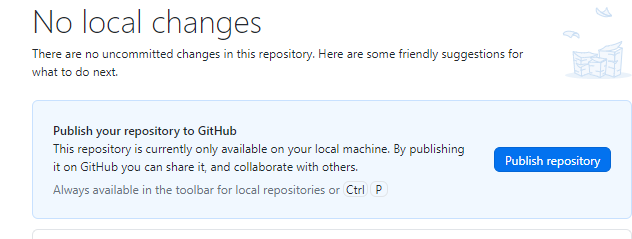 No local changes
There are no uncommitted changes in this repository. Here are some friendly suggestions for
what to do next.
Publish your repository to GitHub
This repository is currently only available on your local machine. By publishing
it on GitHub you can share it, and collaborate with others.
Publish repository
Always available in the toolbar for local repositories or Ctrl P